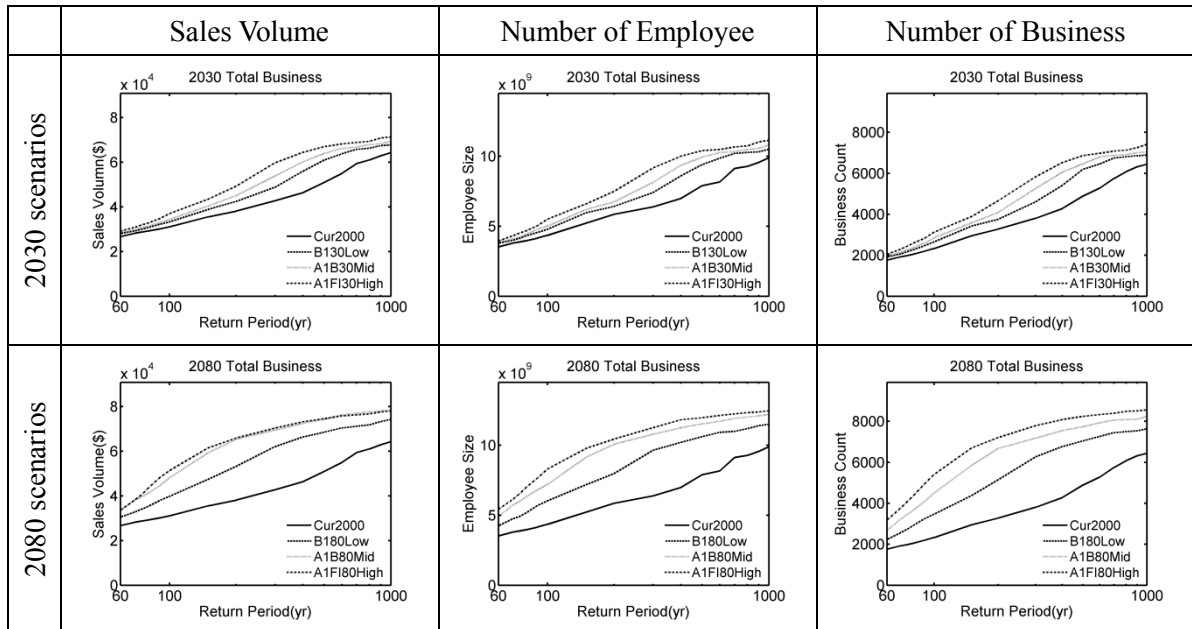 Sales Volume
Number of Employee
Number of Business
2030 scenarios
2030 Total Business
x 10^4
Sales Volumn($)
8
6
4
2
0
60
100
1000
Return Period(yr)
Cur2000
B130Low
A1B30Mid
A1FI30High
2030 Total Business
x 10^9
Employee Size
10
5
0
60
100
1000
Return Period(yr)
Cur2000
B130Low
A1B30Mid
A1FI30High
2030 Total Business
Business Count
8000
6000
4000
2000
0
60
100
1000
Return Period(yr)
Cur2000
B130Low
A1B30Mid
A1FI30High
2080 scenarios
2080 Total Business
x 10^4
Sales Volume($)
8
6
4
2
0
60
100
1000
Return Period(yr)
Cur2000
B180Low
A1B80Mid
A1FI80High
2080 Total Business
x 10^9
Employee Size
10
5
0
60
100
1000
Return Period(yr)
Cur2000
B180Low
A1B80Mid
A1FI80High
2080 Total Business
Business Count
8000
6000
4000
2000
0
60
100
1000
Return Period(yr)
Cur2000
B180Low
A1B80Mid
A1FI80High